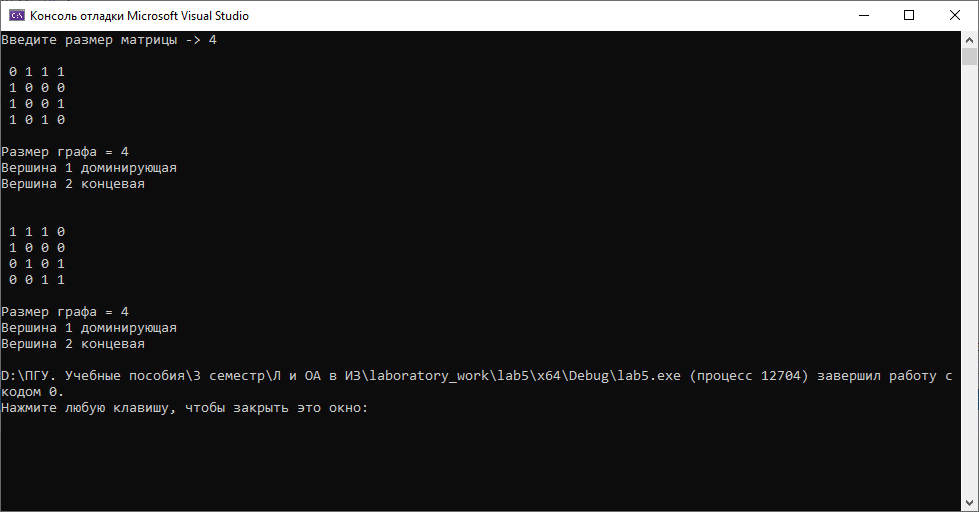 Консоль отладки Microsoft Visual Studio
Введите размер матрицы -> 4
0 1 1 1
1 0 0 0
1 0 0 1
1 0 1 0
Размер графа = 4
Вершина 1 доминирующая
Вершина 2 концевая
1 1 1 0
1 0 0 0
0 1 0 1
0 0 1 1
Размер графа = 4
Вершина 1 доминирующая
Вершина 2 концевая
D:\ПГУ. Учебные пособия\3 семестр\Л и ОА в ИЗ\laboratory_work\lab5\x64\Debug\lab5.exe (процесс 12704) завершил работу с
кодом 0.
Нажмите любую клавишу, чтобы закрыть это окно: